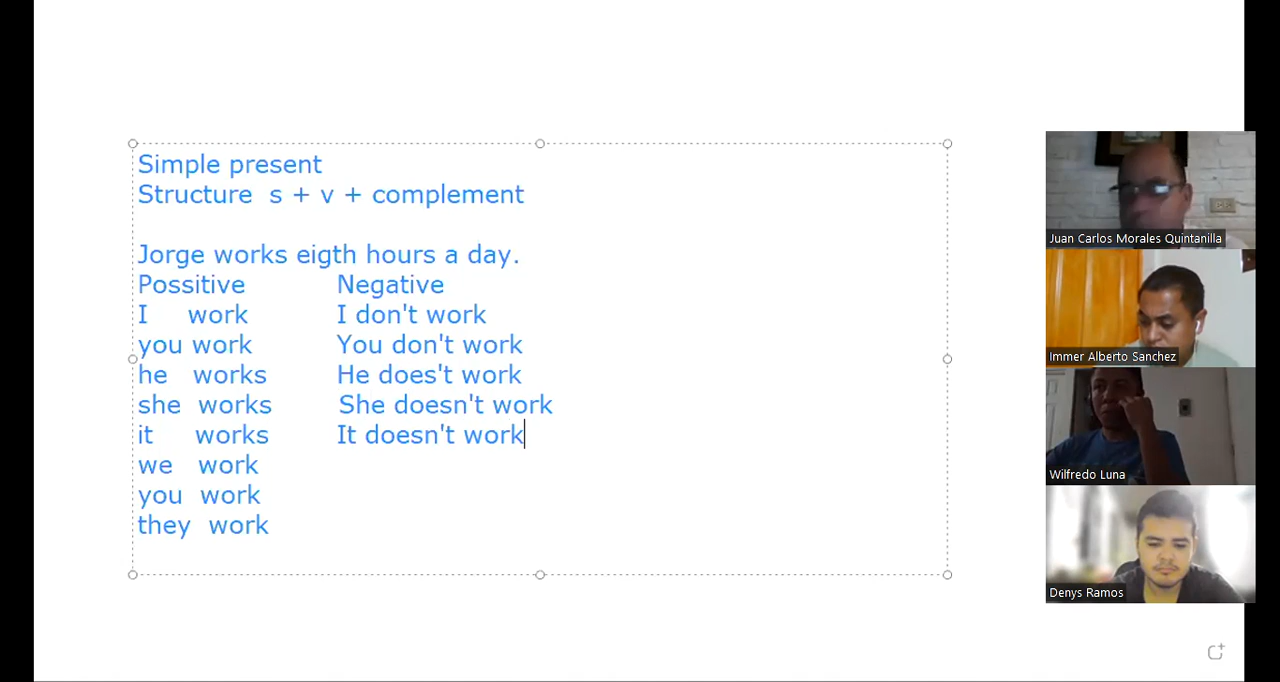 Simple present
Structure s + v + complement
Jorge works eigth hours a day.
Possitive Negative
I work I don't work
you work You don't work
he works He does't work
she works She doesn't work
it works It doesn't work
we work
you work
they work
Juan Carlos Morales Quintanilla
Immer Alberto Sanchez
Wilfredo Luna
Denys Ramos